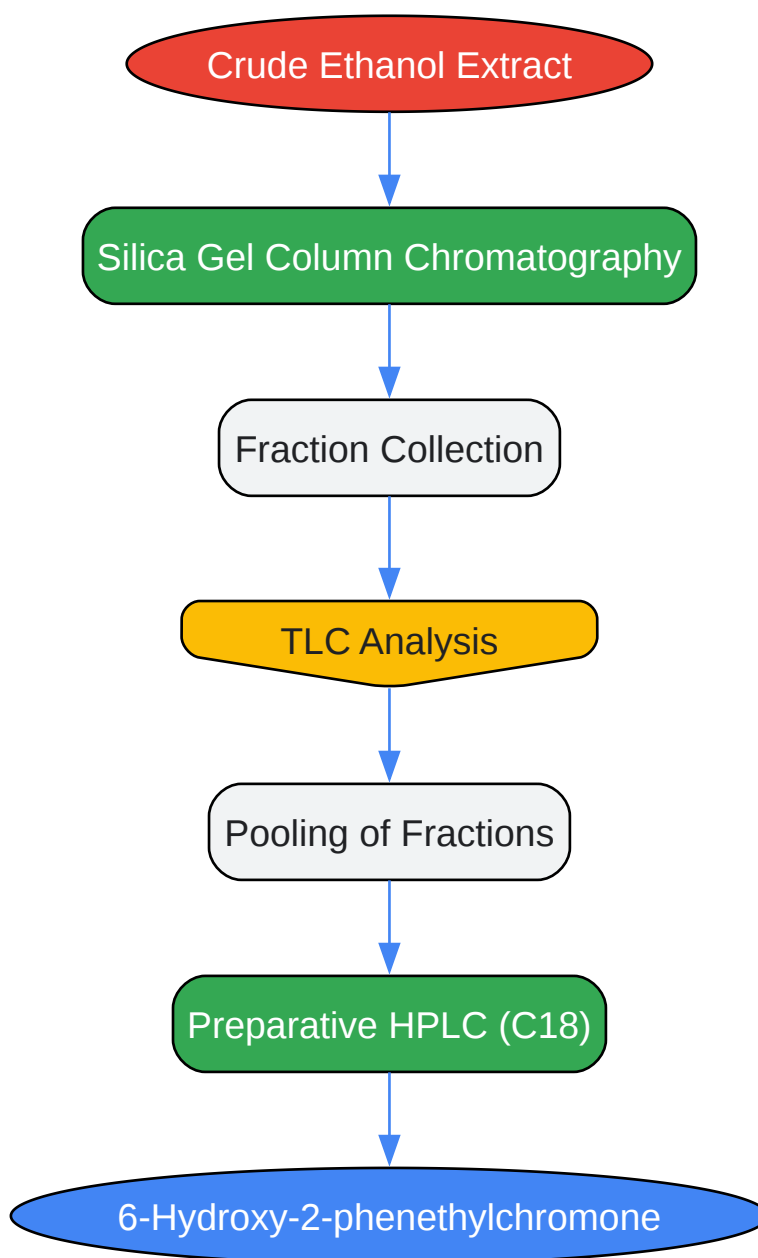 Crude Ethanol Extract
Silica Gel Column Chromatography
Fraction Collection
TLC Analysis
Pooling of Fractions
Preparative HPLC (C18)
6-Hydroxy-2-phenethylchromone